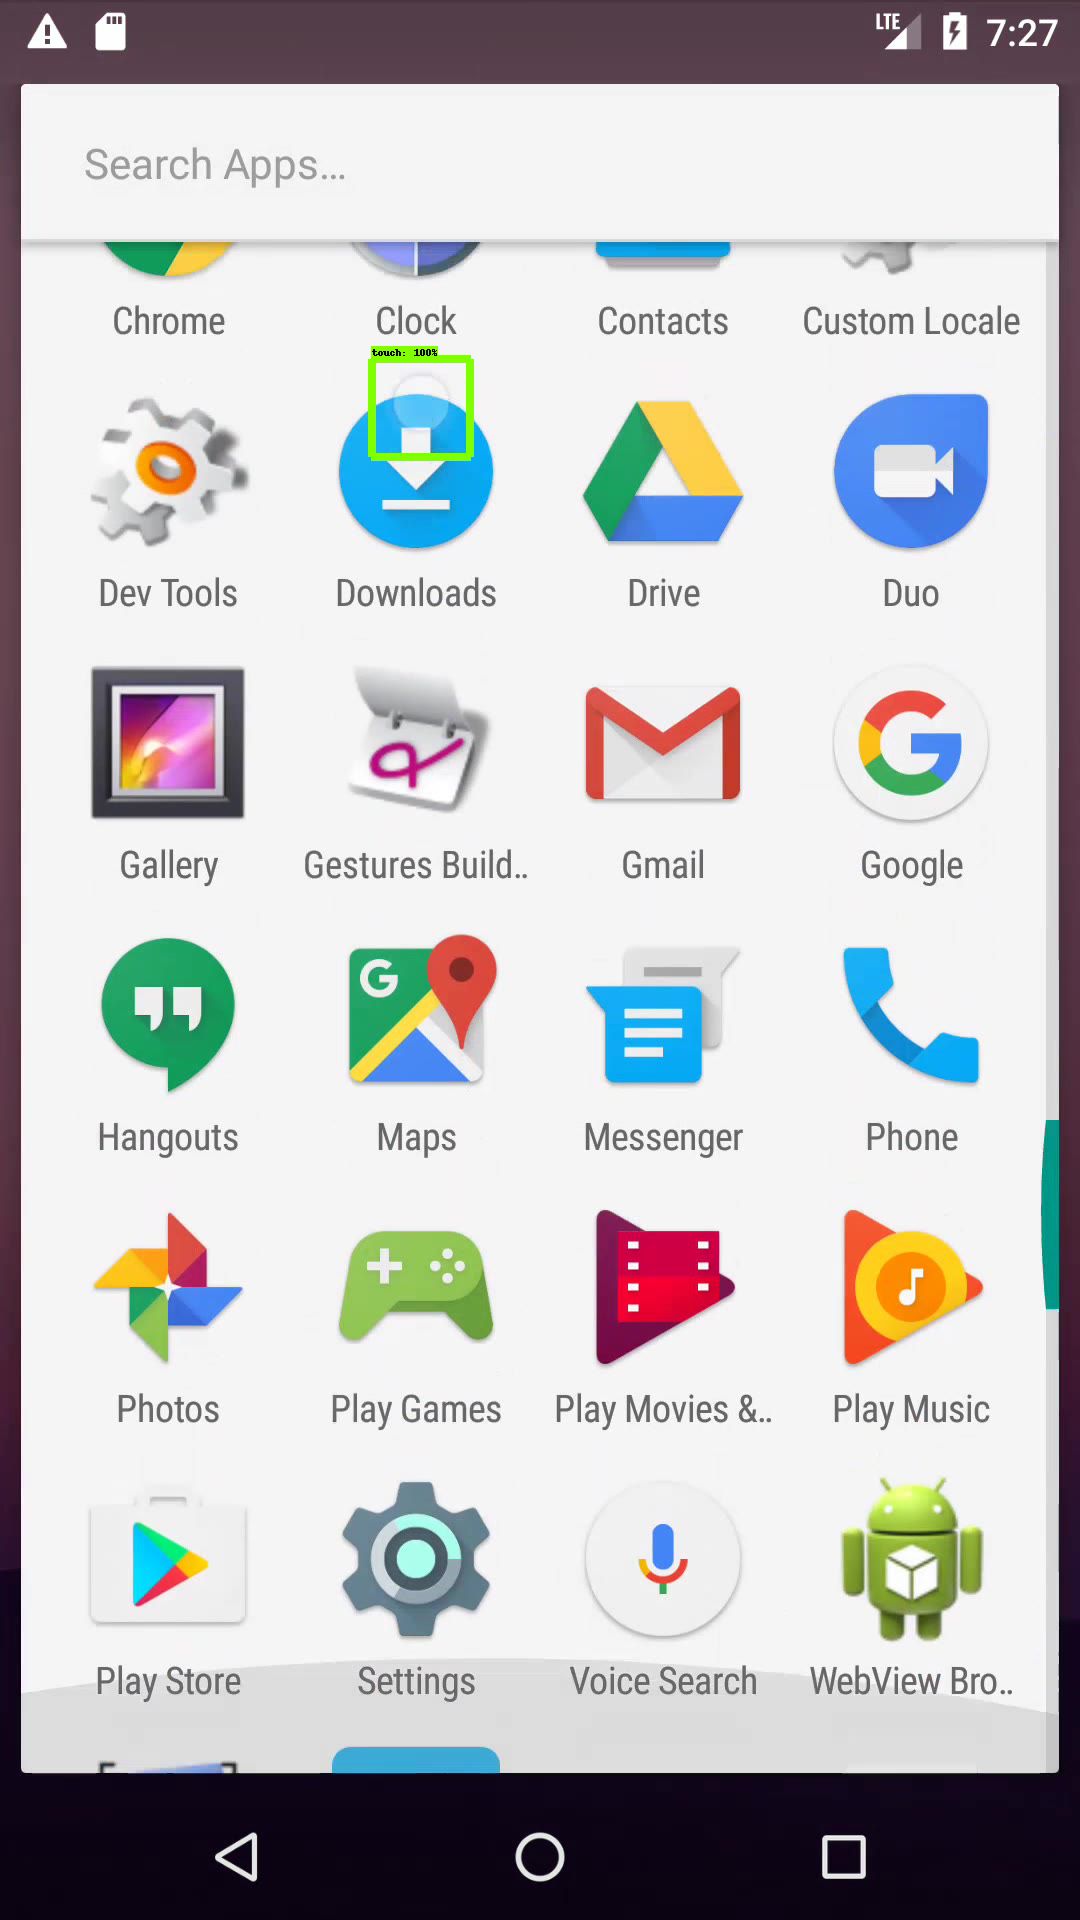 LTE 7:27
Search Apps...
Chrome Clock Contacts Custom Locale
touch: 100%
Dev Tools Downloads Drive Duo
Gallery Gestures Build.. Gmail Google
Hangouts Maps Messenger Phone
Photos Play Games Play Movies &.. Play Music
Play Store Settings Voice Search WebView Bro..